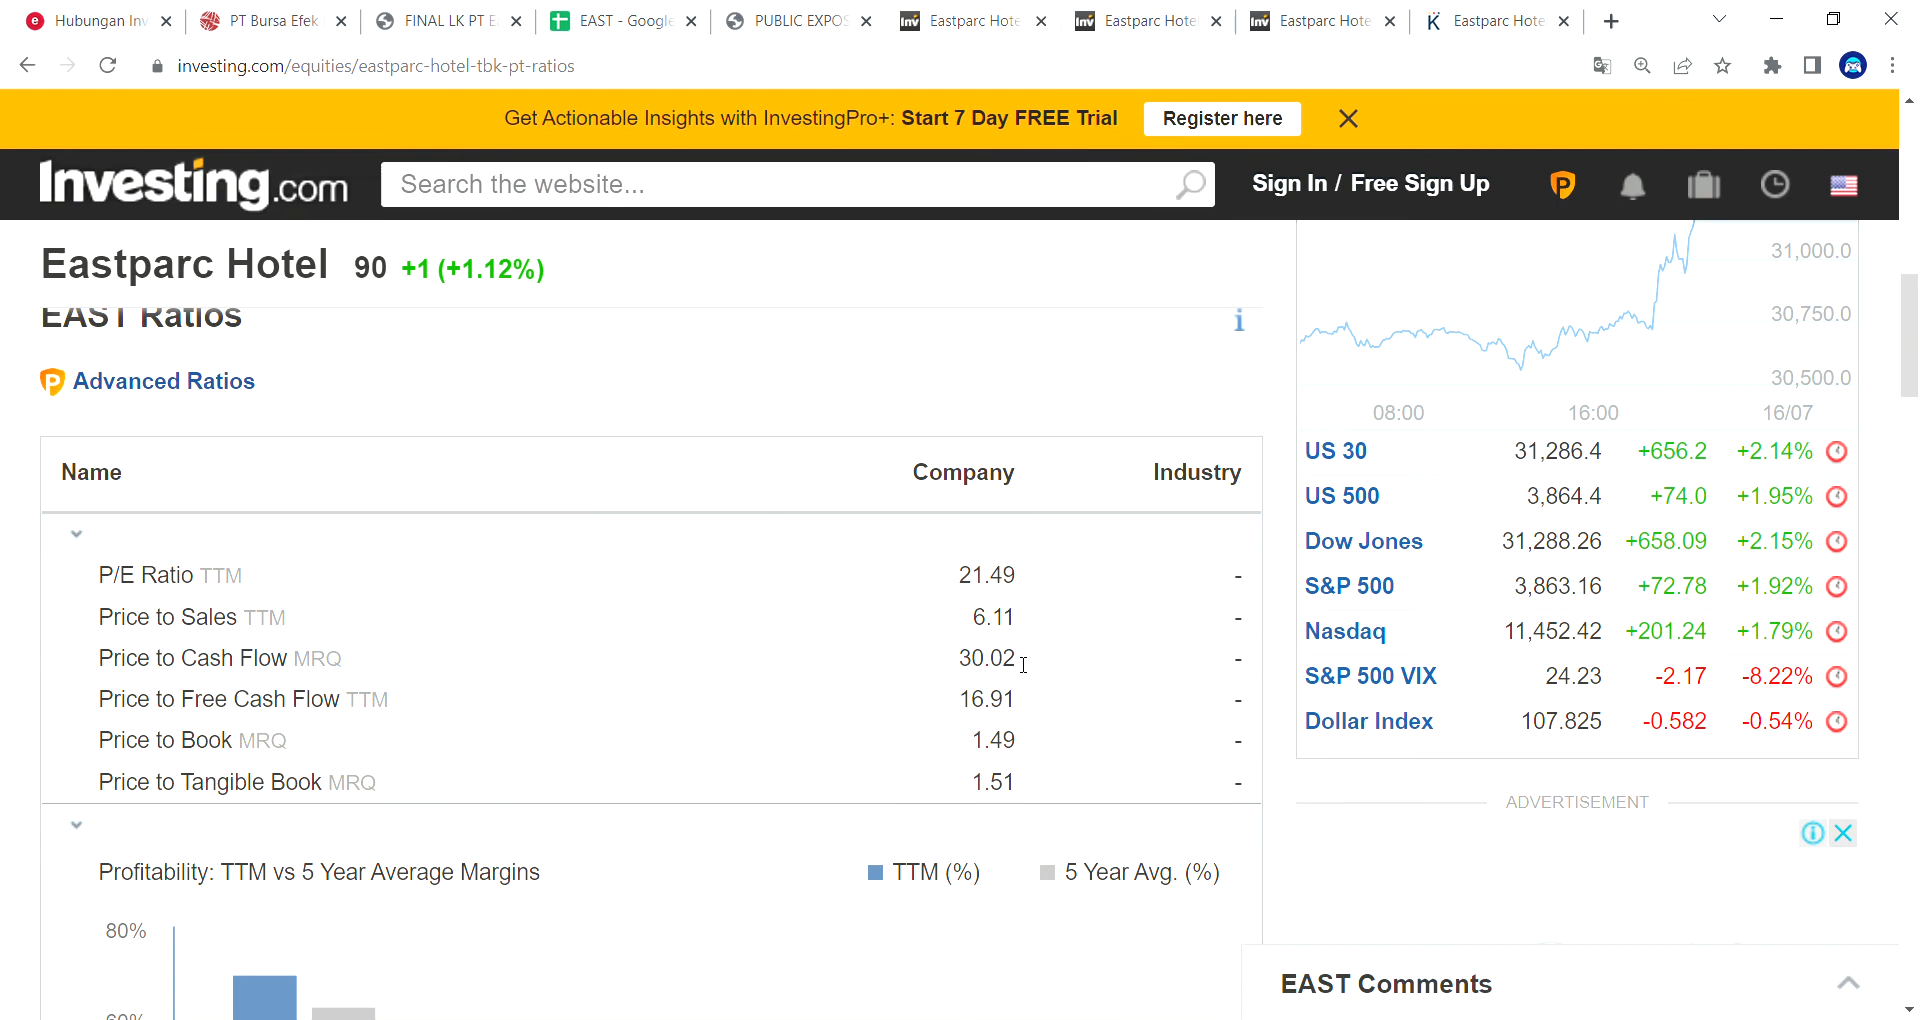 Hubungan Inv
PT Bursa Efek
FINAL LK PT E
EAST - Google
PUBLIC EXPOS
Eastparc Hote
Eastparc Hote
Eastparc Hote
Eastparc Hote
investing.com/equities/eastparc-hotel-tbk-pt-ratios
Get Actionable Insights with InvestingPro+: Start 7 Day FREE Trial
Register here
Investing.com
Search the website...
Sign In / Free Sign Up
Eastparc Hotel 90 +1 (+1.12%)
EAST Ratios
Advanced Ratios
Name Company Industry
P/E Ratio TTM 21.49 -
Price to Sales TTM 6.11 -
Price to Cash Flow MRQ 30.02 -
Price to Free Cash Flow TTM 16.91 -
Price to Book MRQ 1.49 -
Price to Tangible Book MRQ 1.51 -
Profitability: TTM vs 5 Year Average Margins TTM (%) 5 Year Avg. (%)
80%
60%
31,000.0
30,750.0
30,500.0
08:00 16:00 16/07
US 30 31,286.4 +656.2 +2.14%
US 500 3,864.4 +74.0 +1.95%
Dow Jones 31,288.26 +658.09 +2.15%
S&P 500 3,863.16 +72.78 +1.92%
Nasdaq 11,452.42 +201.24 +1.79%
S&P 500 VIX 24.23 -2.17 -8.22%
Dollar Index 107.825 -0.582 -0.54%
ADVERTISEMENT
EAST Comments